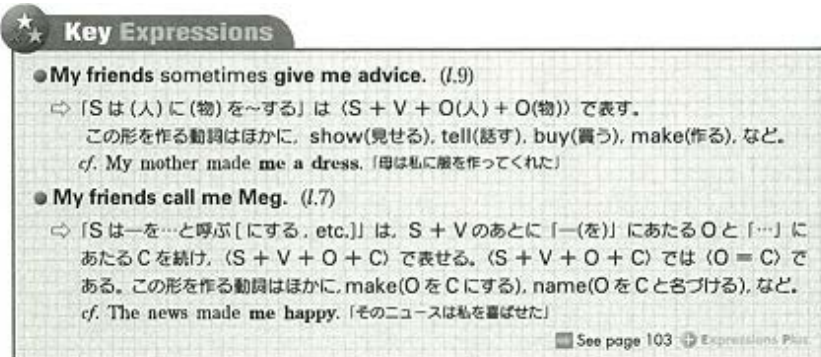 Key Expressions
My friends sometimes give me advice. (l.9)
⇨「S は (人) に (物) を〜する」は〈S + V + O(人) + O(物)〉で表す。
この形を作る動詞はほかに, show(見せる), tell(話す), buy(買う), make(作る), など。
cf. My mother made me a dress.「母は私に服を作ってくれた」
My friends call me Meg. (l.7)
⇨「S は―を…と呼ぶ [ にする , etc.]」は, S + V のあとに「―(を)」にあたる O と「…」に
あたる C を続け,〈S + V + O + C〉で表せる。〈S + V + O + C〉では〈O = C〉で
ある。この形を作る動詞はほかに, make(O を C にする), name(O を C と名づける), など。
cf. The news made me happy.「そのニュースは私を喜ばせた」
See page 103 Expressions Plus